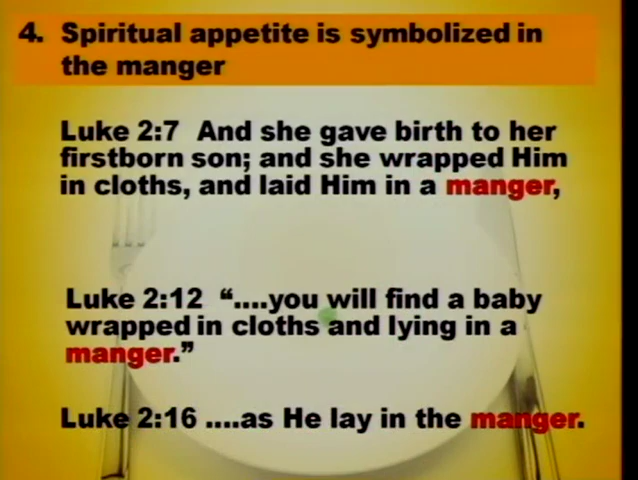 4. Spiritual appetite is symbolized in
the manger
Luke 2:7 And she gave birth to her
firstborn son; and she wrapped Him
in cloths, and laid Him in a manger,
Luke 2:12 “....you will find a baby
wrapped in cloths and lying in a
manger.”
Luke 2:16 ....as He lay in the manger.